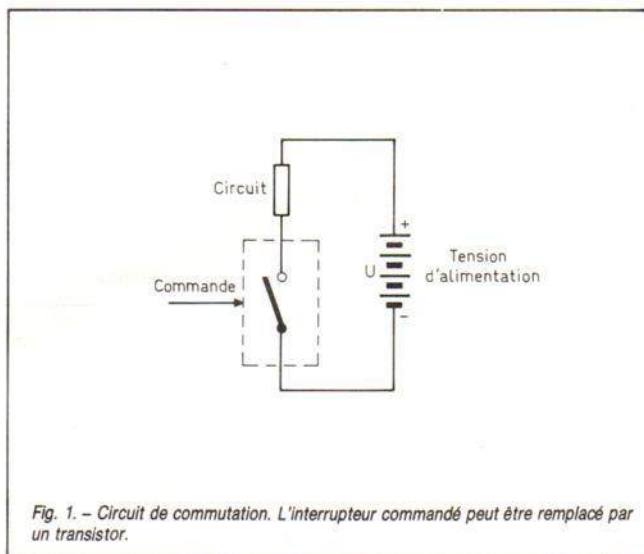 Circuit
Commande
+
U
Tension
d'alimentation
−
Fig. 1. – Circuit de commutation. L'interrupteur commandé peut être remplacé par
un transistor.